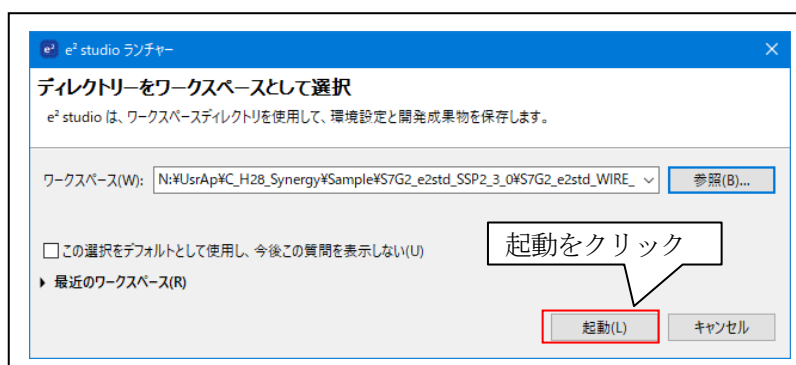 e² studio ランチャー
ディレクトリーをワークスペースとして選択
e² studio は、ワークスペースディレクトリを使用して、環境設定と開発成果物を保存します。
ワークスペース(W): N:¥UsrAp¥C_H28_Synergy¥Sample¥S7G2_e2std_SSP2_3_0¥S7G2_e2std_WIRE_ 参照(B)...
起動をクリック
この選択をデフォルトとして使用し、今後この質問を表示しない(U)
最近のワークスペース(R)
起動(L) キャンセル